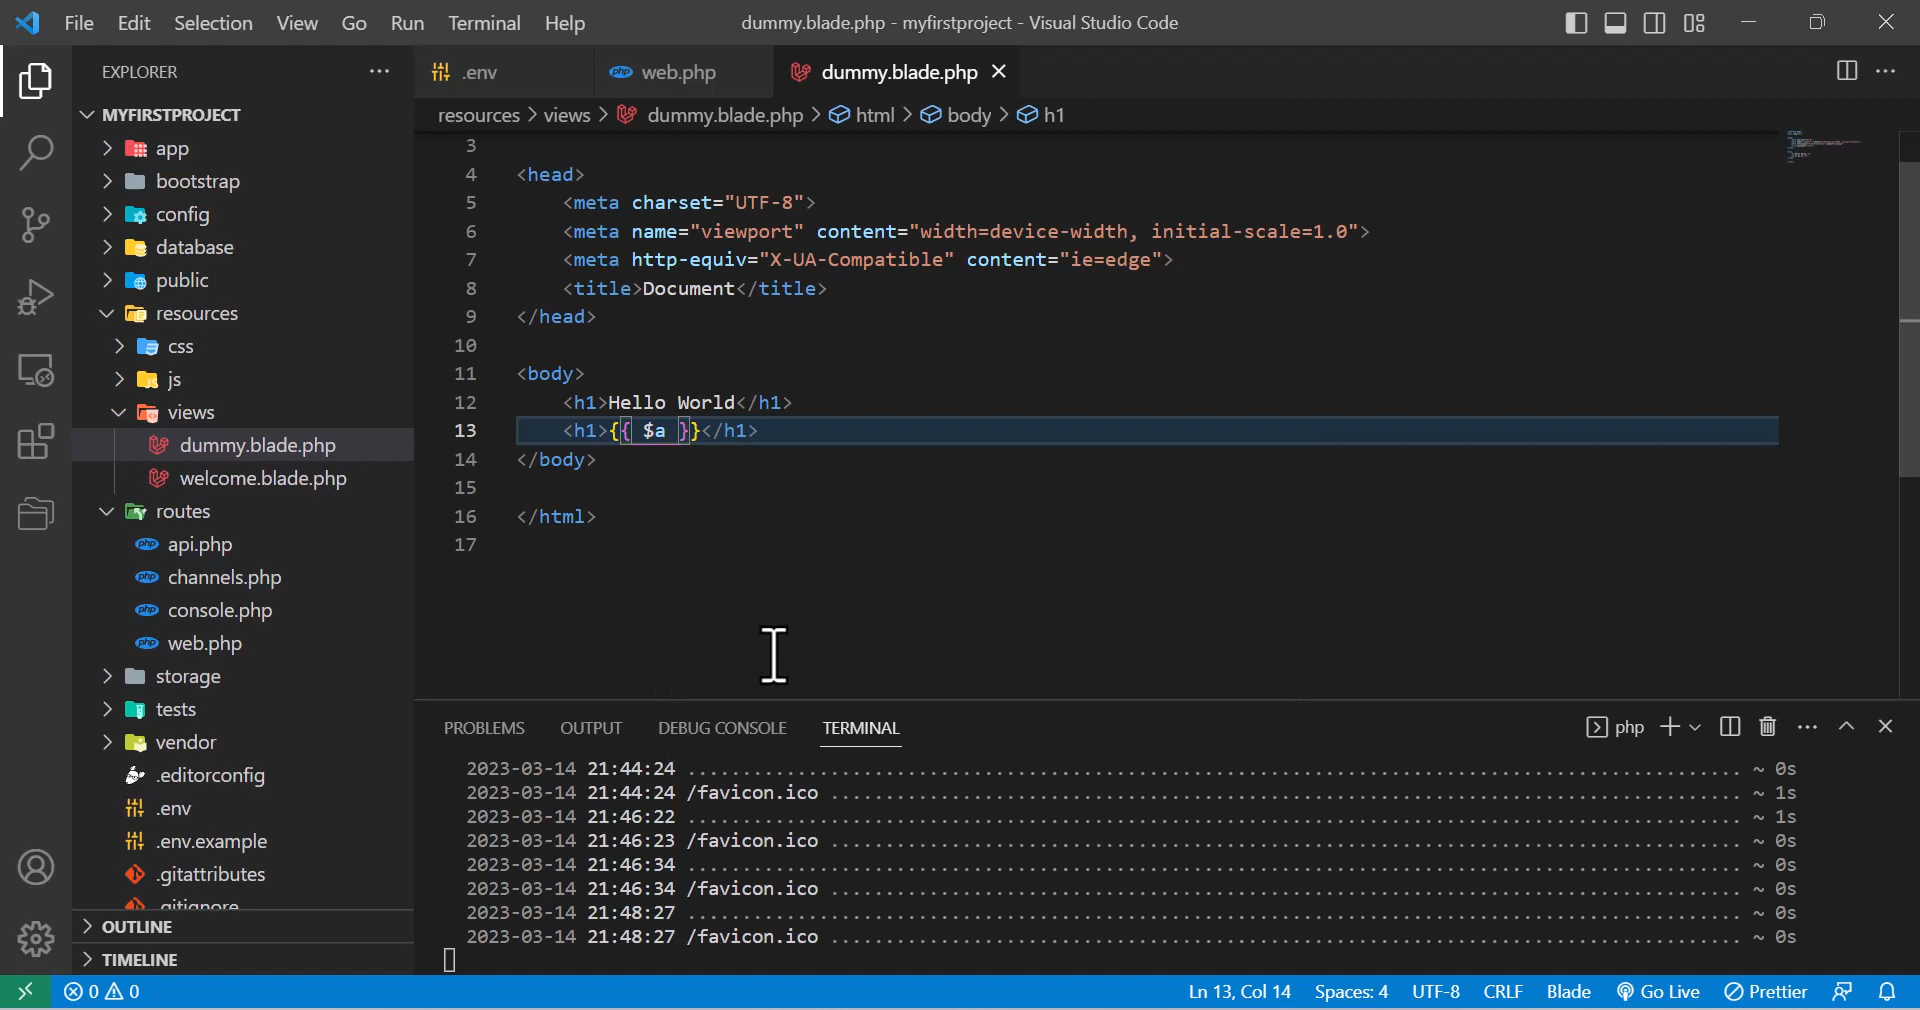 File Edit Selection View Go Run Terminal Help
dummy.blade.php - myfirstproject - Visual Studio Code
EXPLORER
MYFIRSTPROJECT
app
bootstrap
config
database
public
resources
css
js
views
dummy.blade.php
welcome.blade.php
routes
api.php
channels.php
console.php
web.php
storage
tests
vendor
.editorconfig
.env
.env.example
.gitattributes
.gitignore
OUTLINE
TIMELINE
.env web.php dummy.blade.php
resources > views > dummy.blade.php > html > body > h1
3
4 <head>
5 <meta charset="UTF-8">
6 <meta name="viewport" content="width=device-width, initial-scale=1.0">
7 <meta http-equiv="X-UA-Compatible" content="ie=edge">
8 <title>Document</title>
9 </head>
10
11 <body>
12 <h1>Hello World</h1>
13 <h1>{{ $a }}</h1>
14 </body>
15
16 </html>
17
PROBLEMS OUTPUT DEBUG CONSOLE TERMINAL
php
2023-03-14 21:44:24 ........ ~ 0s
2023-03-14 21:44:24 /favicon.ico ........ ~ 1s
2023-03-14 21:46:22 ........ ~ 1s
2023-03-14 21:46:23 /favicon.ico ........ ~ 0s
2023-03-14 21:46:34 ........ ~ 0s
2023-03-14 21:46:34 /favicon.ico ........ ~ 0s
2023-03-14 21:48:27 ........ ~ 0s
2023-03-14 21:48:27 /favicon.ico ........ ~ 0s
0 0
Ln 13, Col 14 Spaces: 4 UTF-8 CRLF Blade Go Live Prettier